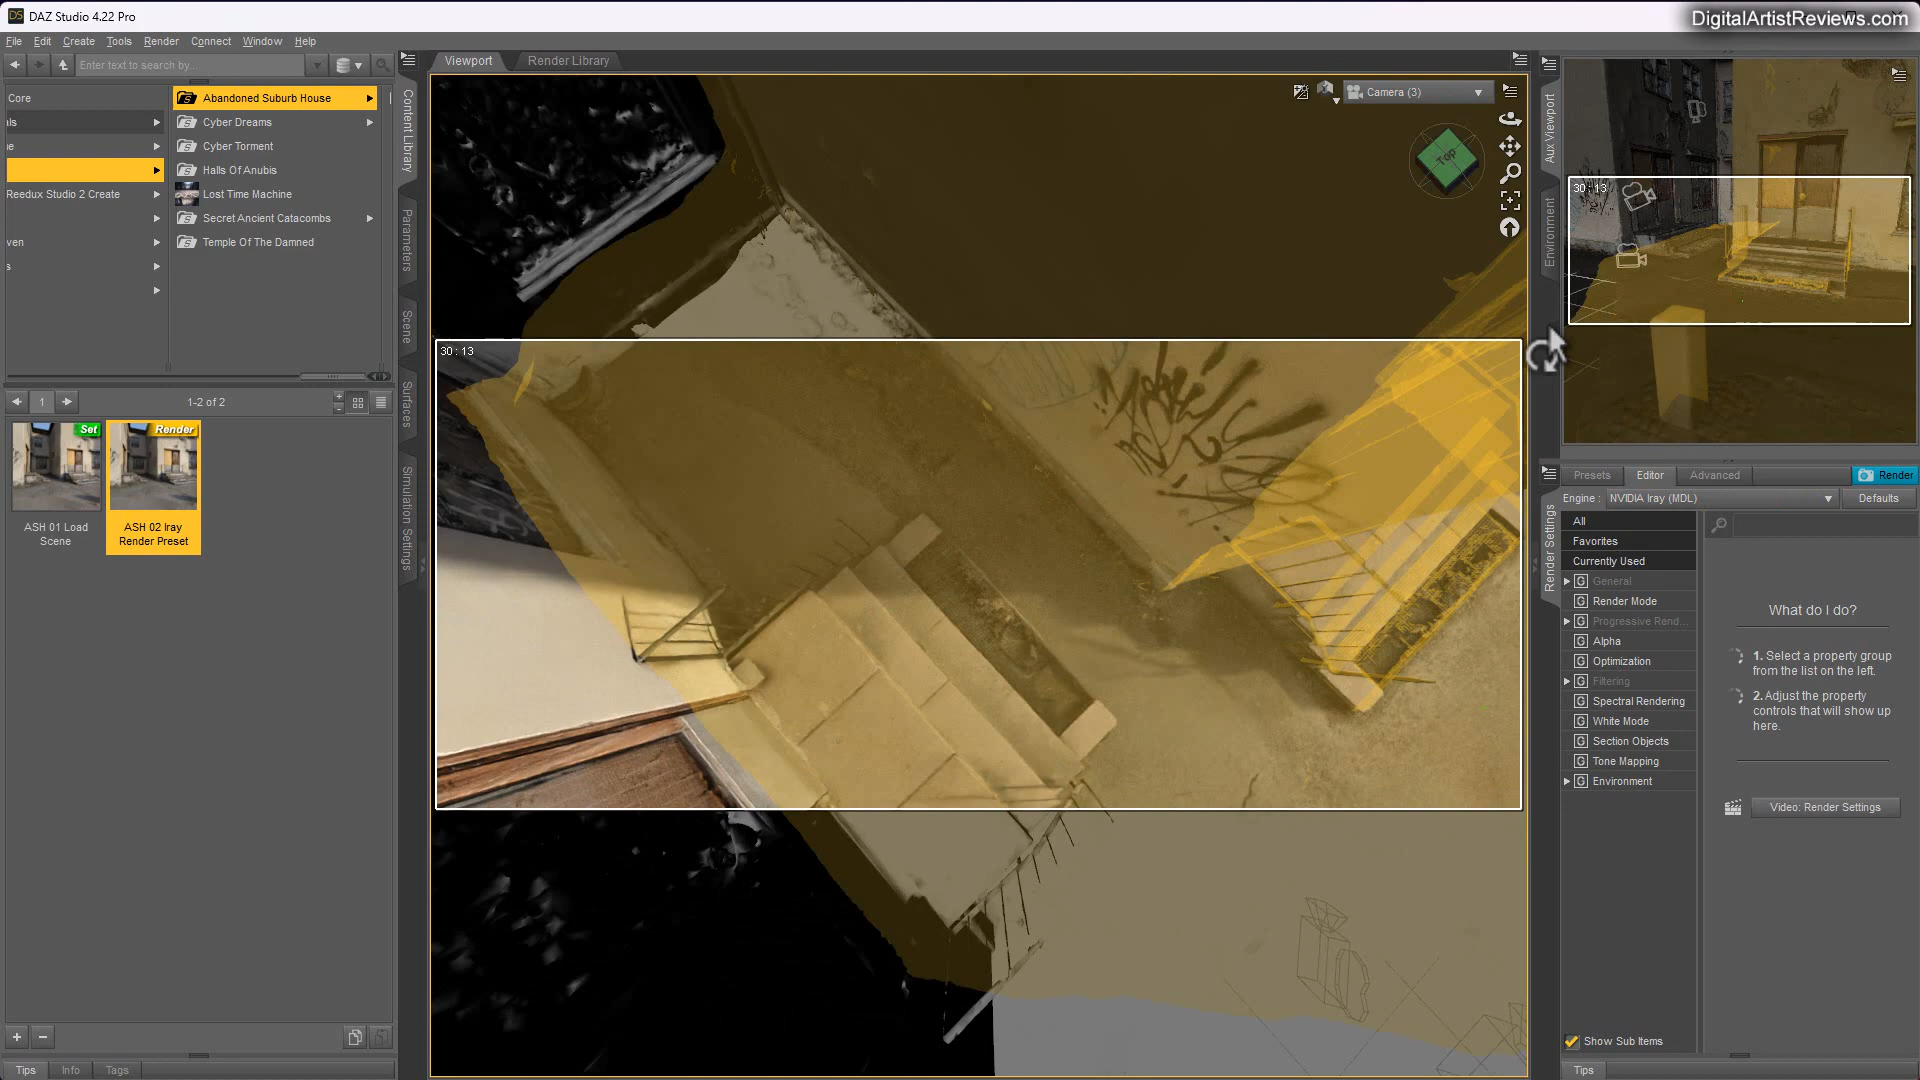 DAZ Studio 4.22 Pro
DigitalArtistReviews.com
File Edit Create Tools Render Connect Window Help
Enter text to search by...
Viewport
Render Library
Core
als
ne
Reedux Studio 2 Create
ven
s
Abandoned Suburb House
Cyber Dreams
Cyber Torment
Halls Of Anubis
Lost Time Machine
Secret Ancient Catacombs
Temple Of The Damned
1
1-2 of 2
Set
Render
ASH 01 Load
Scene
ASH 02 Iray
Render Preset
Tips
Info
Tags
Content Library
Parameters
Scene
Surfaces
Simulation Settings
Camera (3)
Top
30 : 13
Aux Viewport
Environment
30 : 13
Render Settings
Presets
Editor
Advanced
Render
Engine :
NVIDIA Iray (MDL)
Defaults
All
Favorites
Currently Used
General
Render Mode
Progressive Rend...
Alpha
Optimization
Filtering
Spectral Rendering
White Mode
Section Objects
Tone Mapping
Environment
What do I do?
1. Select a property group
from the list on the left.
2. Adjust the property
controls that will show up
here.
Video: Render Settings
Show Sub Items
Tips